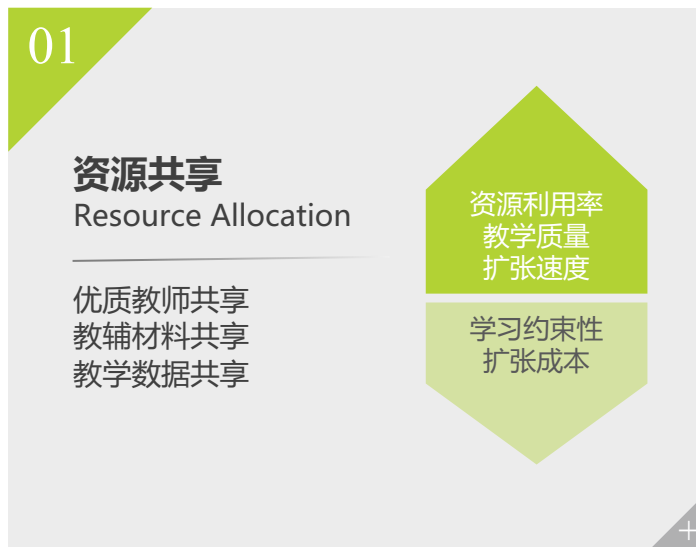 01
资源共享
Resource Allocation
优质教师共享
教辅材料共享
教学数据共享
资源利用率
教学质量
扩张速度
学习约束性
扩张成本